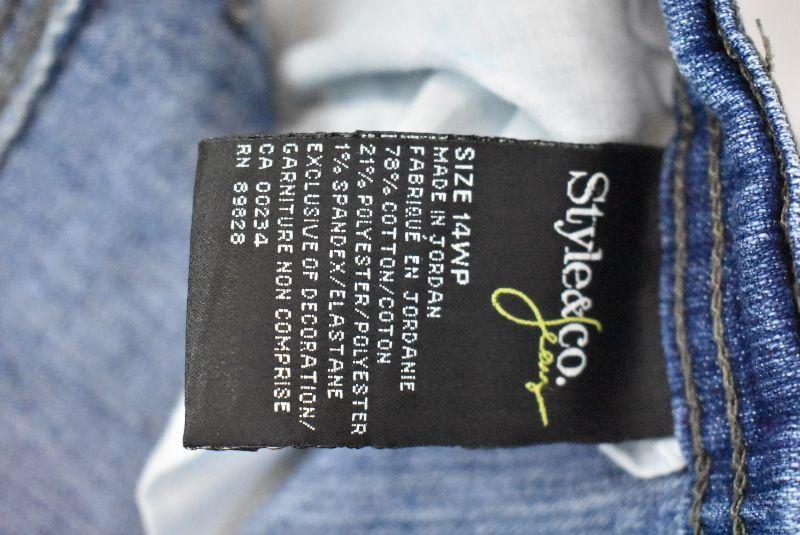 Style&co.
Jeans
SIZE 14WP
MADE IN JORDAN
FABRIQUÉ EN JORDANIE
78% COTTON/COTON
21% POLYESTER/POLYESTER
1% SPANDEX/ELASTANE
EXCLUSIVE OF DECORATION/
GARNITURE NON COMPRISE
CA 00234
RN 89828